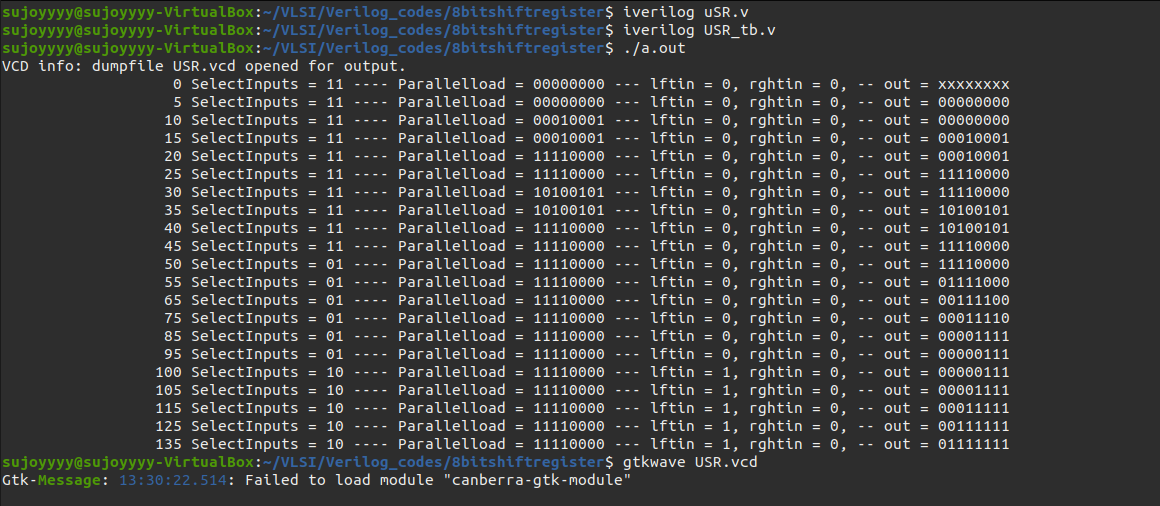 sujoyyyy@sujoyyyy-VirtualBox:~/VLSI/Verilog_codes/8bitshiftregister$ iverilog uSR.v
sujoyyyy@sujoyyyy-VirtualBox:~/VLSI/Verilog_codes/8bitshiftregister$ iverilog USR_tb.v
sujoyyyy@sujoyyyy-VirtualBox:~/VLSI/Verilog_codes/8bitshiftregister$ ./a.out
VCD info: dumpfile USR.vcd opened for output.
                   0 SelectInputs = 11 ---- Parallelload = 00000000 --- lftin = 0, rghtin = 0, -- out = xxxxxxxx
                   5 SelectInputs = 11 ---- Parallelload = 00000000 --- lftin = 0, rghtin = 0, -- out = 00000000
                  10 SelectInputs = 11 ---- Parallelload = 00010001 --- lftin = 0, rghtin = 0, -- out = 00000000
                  15 SelectInputs = 11 ---- Parallelload = 00010001 --- lftin = 0, rghtin = 0, -- out = 00010001
                  20 SelectInputs = 11 ---- Parallelload = 11110000 --- lftin = 0, rghtin = 0, -- out = 00010001
                  25 SelectInputs = 11 ---- Parallelload = 11110000 --- lftin = 0, rghtin = 0, -- out = 11110000
                  30 SelectInputs = 11 ---- Parallelload = 10100101 --- lftin = 0, rghtin = 0, -- out = 11110000
                  35 SelectInputs = 11 ---- Parallelload = 10100101 --- lftin = 0, rghtin = 0, -- out = 10100101
                  40 SelectInputs = 11 ---- Parallelload = 11110000 --- lftin = 0, rghtin = 0, -- out = 10100101
                  45 SelectInputs = 11 ---- Parallelload = 11110000 --- lftin = 0, rghtin = 0, -- out = 11110000
                  50 SelectInputs = 01 ---- Parallelload = 11110000 --- lftin = 0, rghtin = 0, -- out = 11110000
                  55 SelectInputs = 01 ---- Parallelload = 11110000 --- lftin = 0, rghtin = 0, -- out = 01111000
                  65 SelectInputs = 01 ---- Parallelload = 11110000 --- lftin = 0, rghtin = 0, -- out = 00111100
                  75 SelectInputs = 01 ---- Parallelload = 11110000 --- lftin = 0, rghtin = 0, -- out = 00011110
                  85 SelectInputs = 01 ---- Parallelload = 11110000 --- lftin = 0, rghtin = 0, -- out = 00001111
                  95 SelectInputs = 01 ---- Parallelload = 11110000 --- lftin = 0, rghtin = 0, -- out = 00000111
                 100 SelectInputs = 10 ---- Parallelload = 11110000 --- lftin = 1, rghtin = 0, -- out = 00000111
                 105 SelectInputs = 10 ---- Parallelload = 11110000 --- lftin = 1, rghtin = 0, -- out = 00001111
                 115 SelectInputs = 10 ---- Parallelload = 11110000 --- lftin = 1, rghtin = 0, -- out = 00011111
                 125 SelectInputs = 10 ---- Parallelload = 11110000 --- lftin = 1, rghtin = 0, -- out = 00111111
                 135 SelectInputs = 10 ---- Parallelload = 11110000 --- lftin = 1, rghtin = 0, -- out = 01111111
sujoyyyy@sujoyyyy-VirtualBox:~/VLSI/Verilog_codes/8bitshiftregister$ gtkwave USR.vcd
Gtk-Message: 13:30:22.514: Failed to load module "canberra-gtk-module"